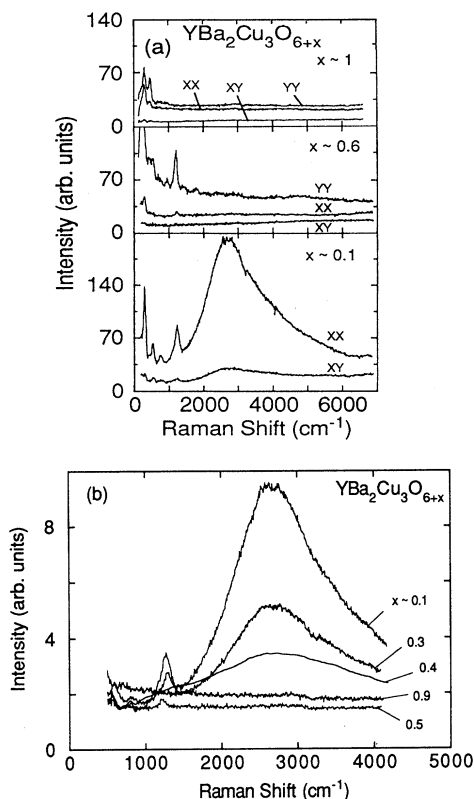 (a) YBa₂Cu₃O₆₊ₓ
x ~ 1
140
XX XY YY
70
0
x ~ 0.6
70
YY
XX
XY
0
x ~ 0.1
140
70
XX
XY
0
Intensity (arb. units)
0 2000 4000 6000
Raman Shift (cm⁻¹)
(b) YBa₂Cu₃O₆₊ₓ
8
x ~ 0.1
4
0.3
0.4
0.9
0.5
0
Intensity (arb. units)
0 1000 2000 3000 4000 5000
Raman Shift (cm⁻¹)